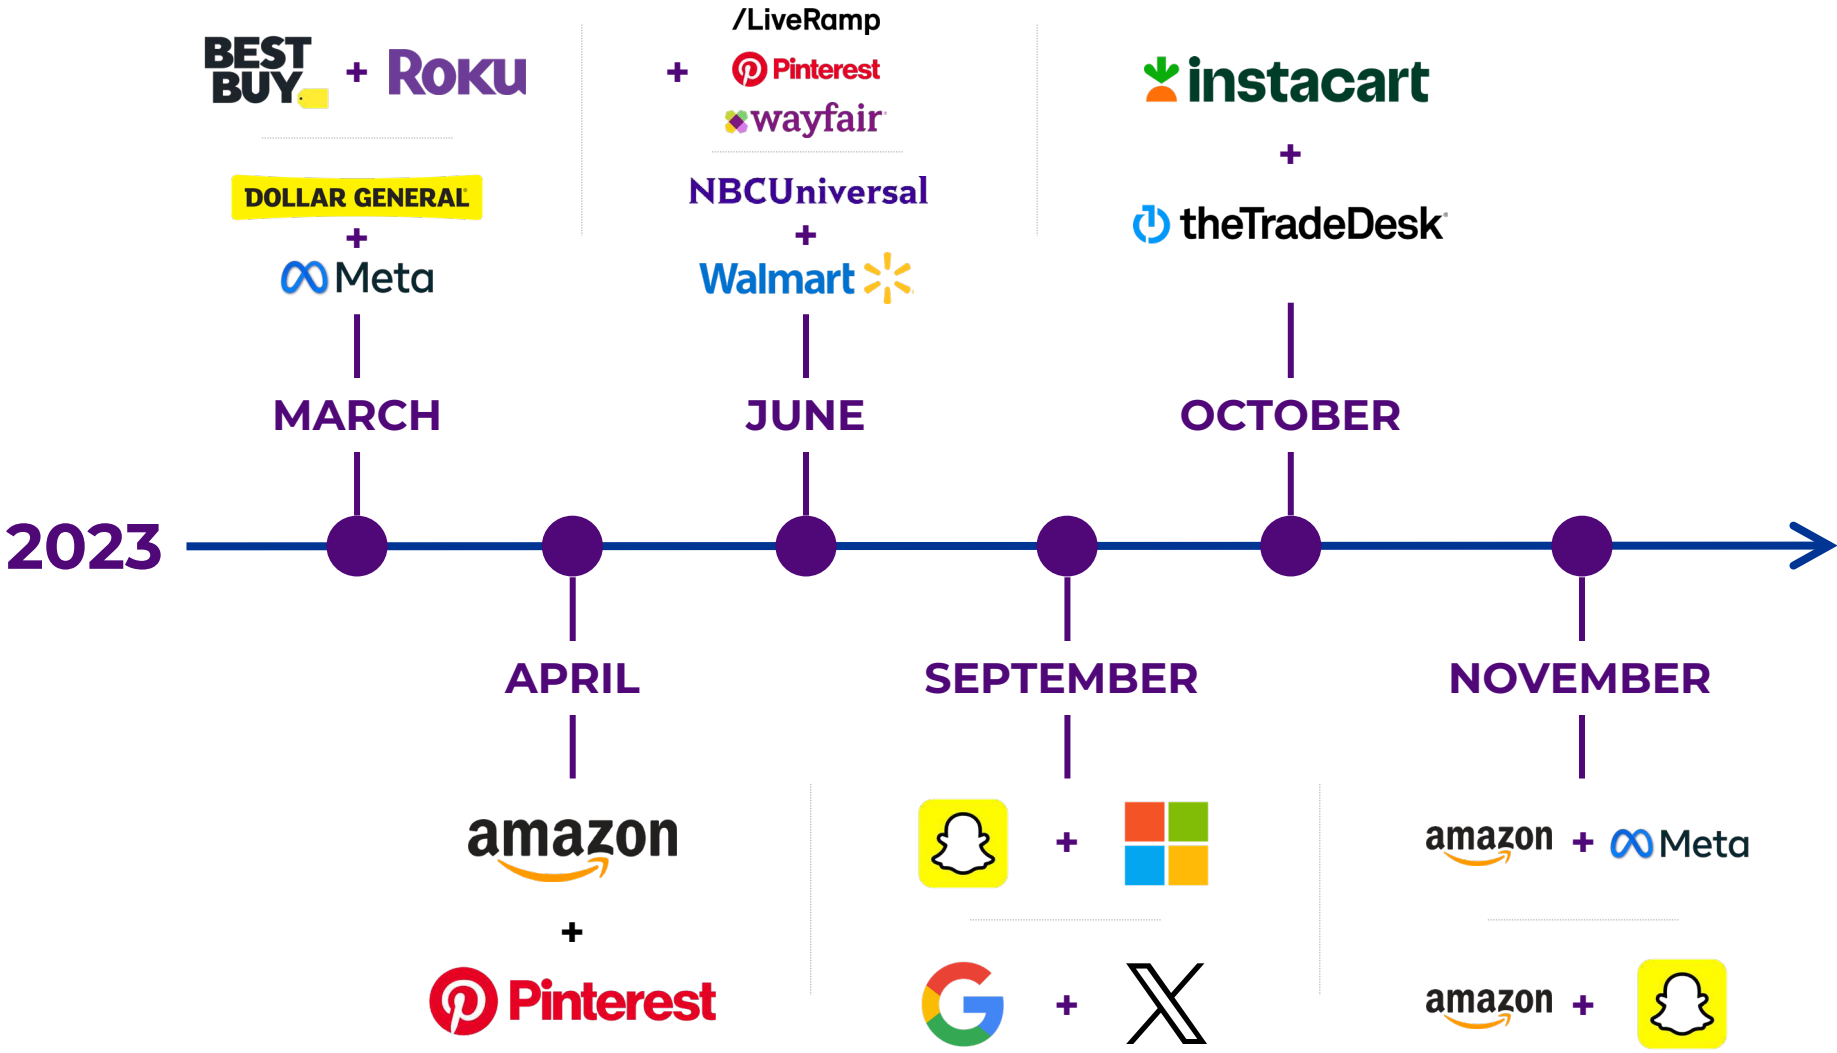 BEST BUY + ROKU
DOLLAR GENERAL
+
Meta
MARCH
/LiveRamp
+ Pinterest
wayfair
NBCUniversal
+
Walmart
JUNE
instacart
+
theTradeDesk
OCTOBER
2023
APRIL
amazon
+
Pinterest
SEPTEMBER
+
G + X
NOVEMBER
amazon + Meta
amazon +